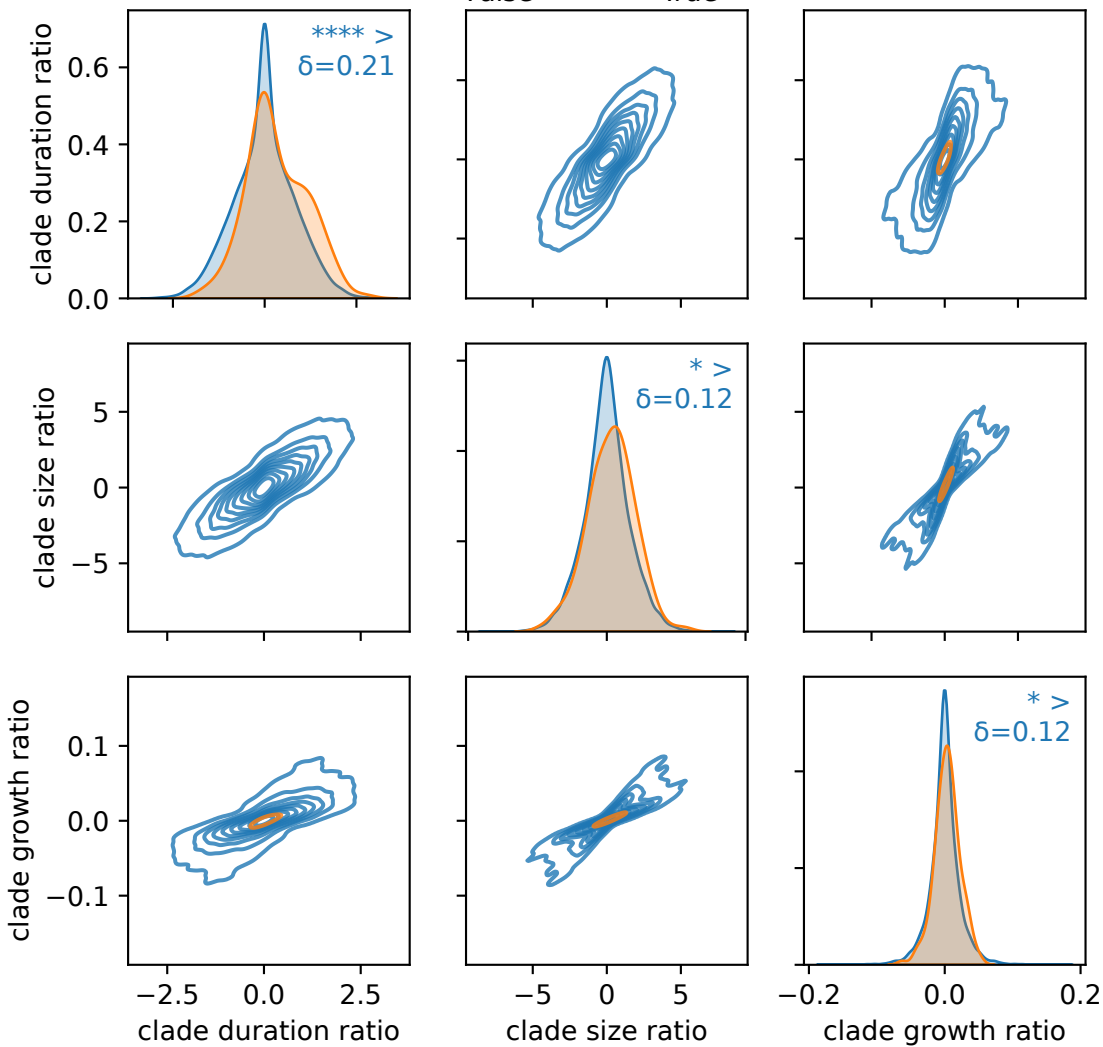 **** >
δ=0.21
clade duration ratio
0.6
0.4
0.2
0.0
* >
δ=0.12
clade size ratio
5
0
−5
* >
δ=0.12
clade growth ratio
0.1
0.0
−0.1
−2.5 0.0 2.5
−5 0 5
−0.2 0.0 0.2
clade duration ratio
clade size ratio
clade growth ratio